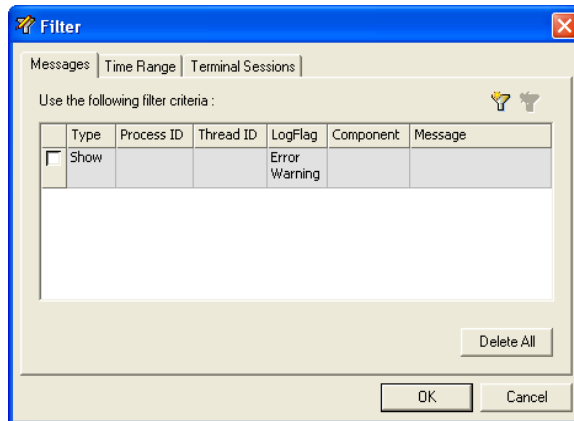 Filter
Messages Time Range Terminal Sessions
Use the following filter criteria :
Type Process ID Thread ID LogFlag Component Message
Show Error
Warning
Delete All
OK Cancel